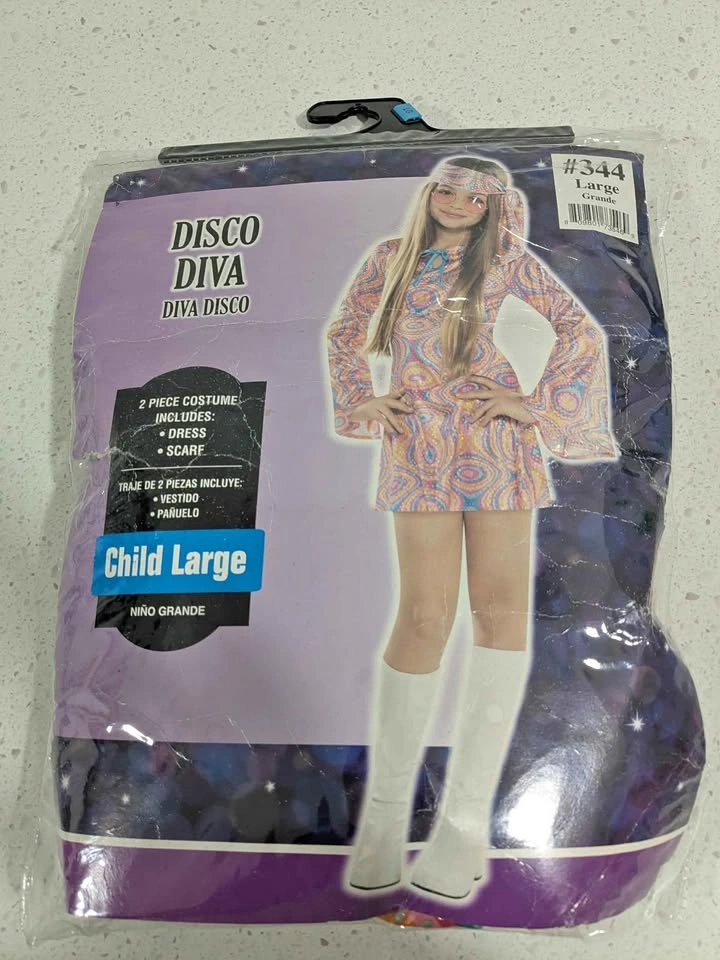 #344
Large
Grande
DISCO
DIVA
DIVA DISCO
2 PIECE COSTUME
INCLUDES:
• DRESS
• SCARF
TRAJE DE 2 PIEZAS INCLUYE:
• VESTIDO
• PAÑUELO
Child Large
NIÑO GRANDE